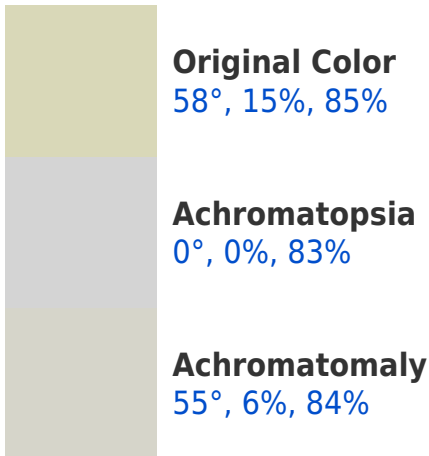 Original Color
58°, 15%, 85%
Achromatopsia
0°, 0%, 83%
Achromatomaly
55°, 6%, 84%